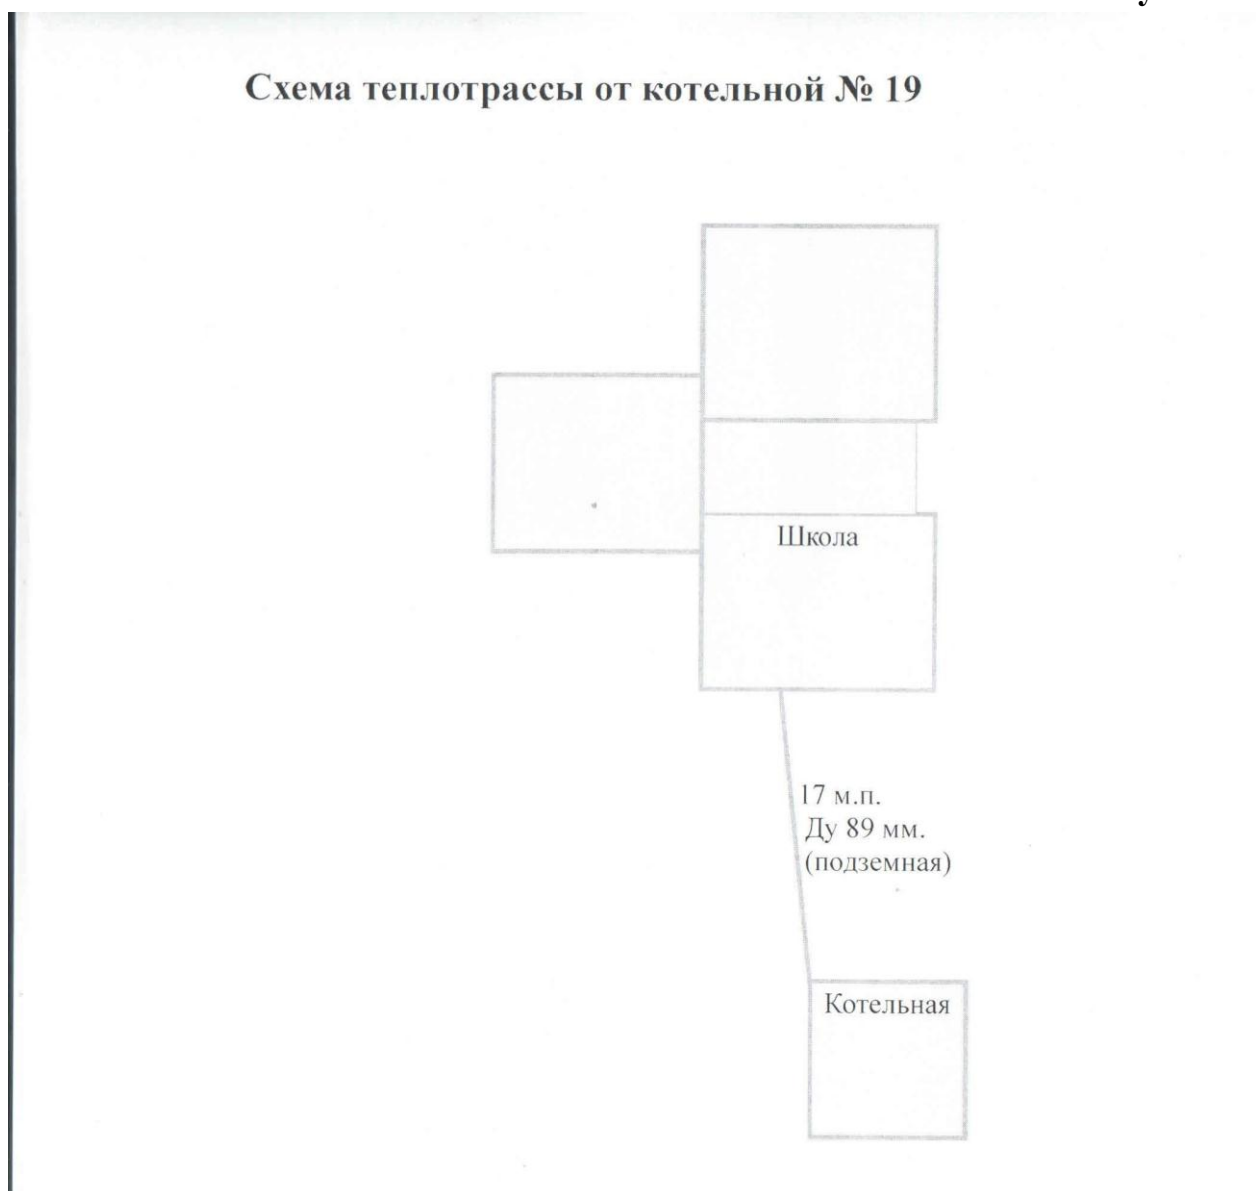 Схема теплотрассы от котельной № 19
Школа
17 м.п.
Ду 89 мм.
(подземная)
Котельная